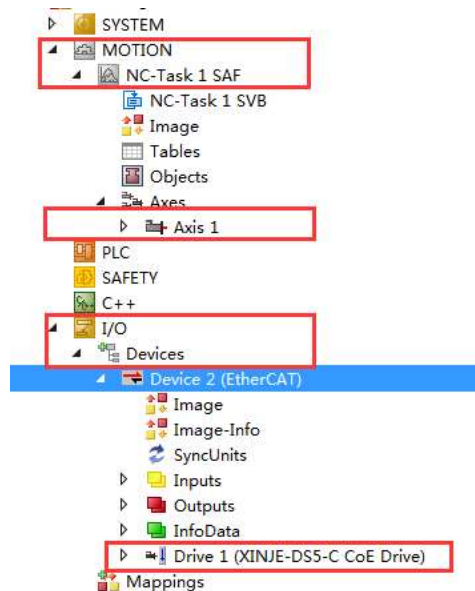 SYSTEM
MOTION
NC-Task 1 SAF
NC-Task 1 SVB
Image
Tables
Objects
Axes
Axis 1
PLC
SAFETY
C++
I/O
Devices
Device 2 (EtherCAT)
Image
Image-Info
SyncUnits
Inputs
Outputs
InfoData
Drive 1 (XINJE-DS5-C CoE Drive)
Mappings